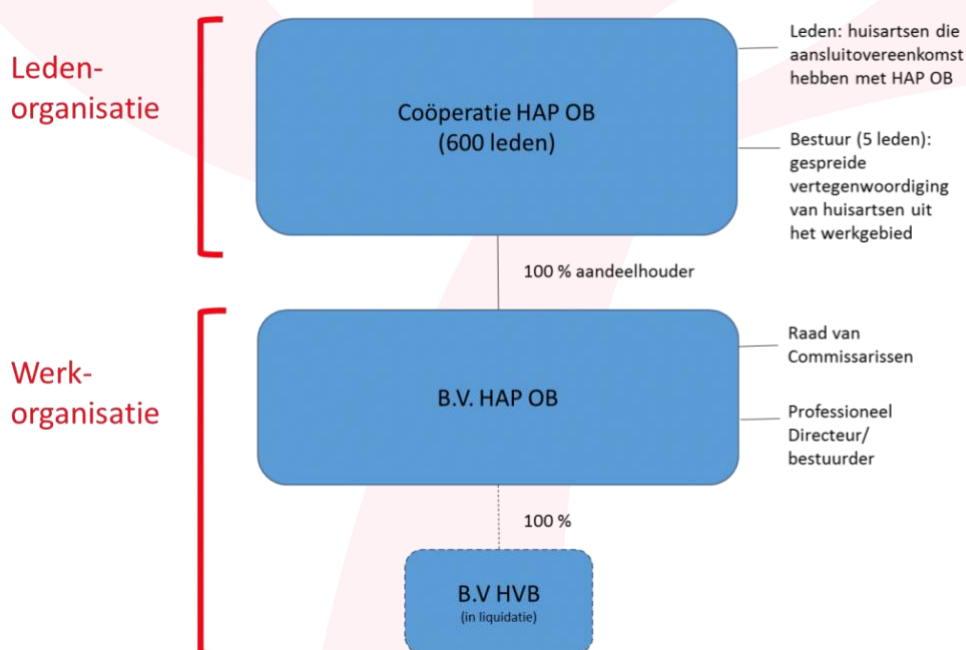 Leden-
organisatie
Coöperatie HAP OB
(600 leden)
Leden: huisartsen die
aansluitovereenkomst
hebben met HAP OB
Bestuur (5 leden):
gespreide
vertegenwoordiging
van huisartsen uit
het werkgebied
100 % aandeelhouder
Werk-
organisatie
B.V. HAP OB
Raad van
Commissarissen
Professioneel
Directeur/
bestuurder
100 %
B.V HVB
(in liquidatie)